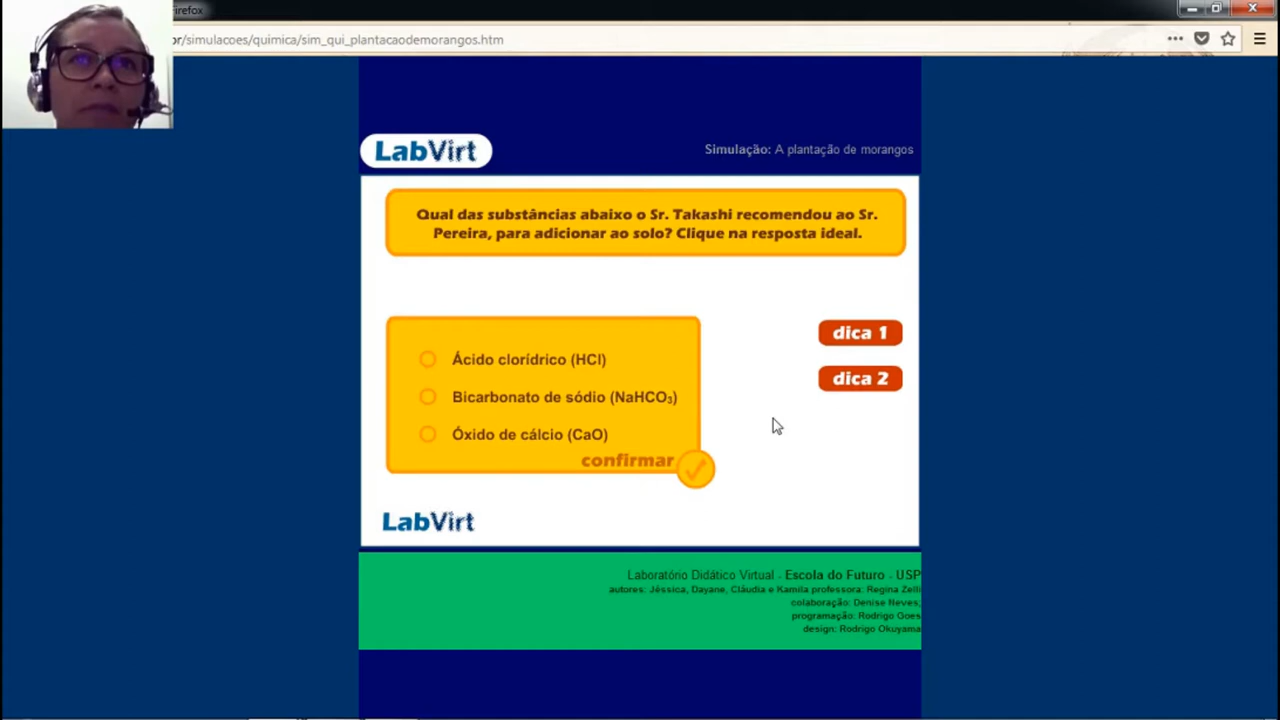 Firefox
or/simulacoes/quimica/sim_qui_plantacaodemorangos.htm
LabVirt
Simulação: A plantação de morangos
Qual das substâncias abaixo o Sr. Takashi recomendou ao Sr.
Pereira, para adicionar ao solo? Clique na resposta ideal.
Ácido clorídrico (HCl)
Bicarbonato de sódio (NaHCO₃)
Óxido de cálcio (CaO)
confirmar
dica 1
dica 2
LabVirt
Laboratório Didático Virtual - Escola do Futuro - USP
autores: Jéssica, Dayane, Cláudia e Kamila professora: Regina Zelli
colaboração: Denise Neves;
programação: Rodrigo Goes
design: Rodrigo Okuyama